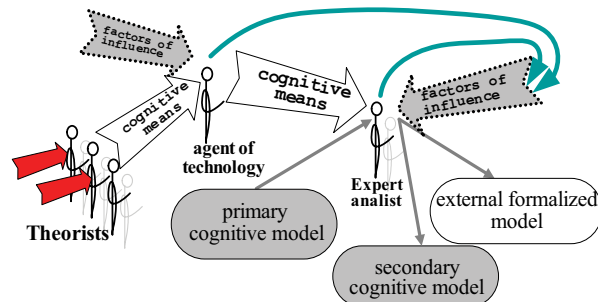 factors of
influence
cognitive
means
cognitive
means
factors of
influence
agent of
technology
Expert
analist
Theorists
primary
cognitive model
external formalized
model
secondary
cognitive model